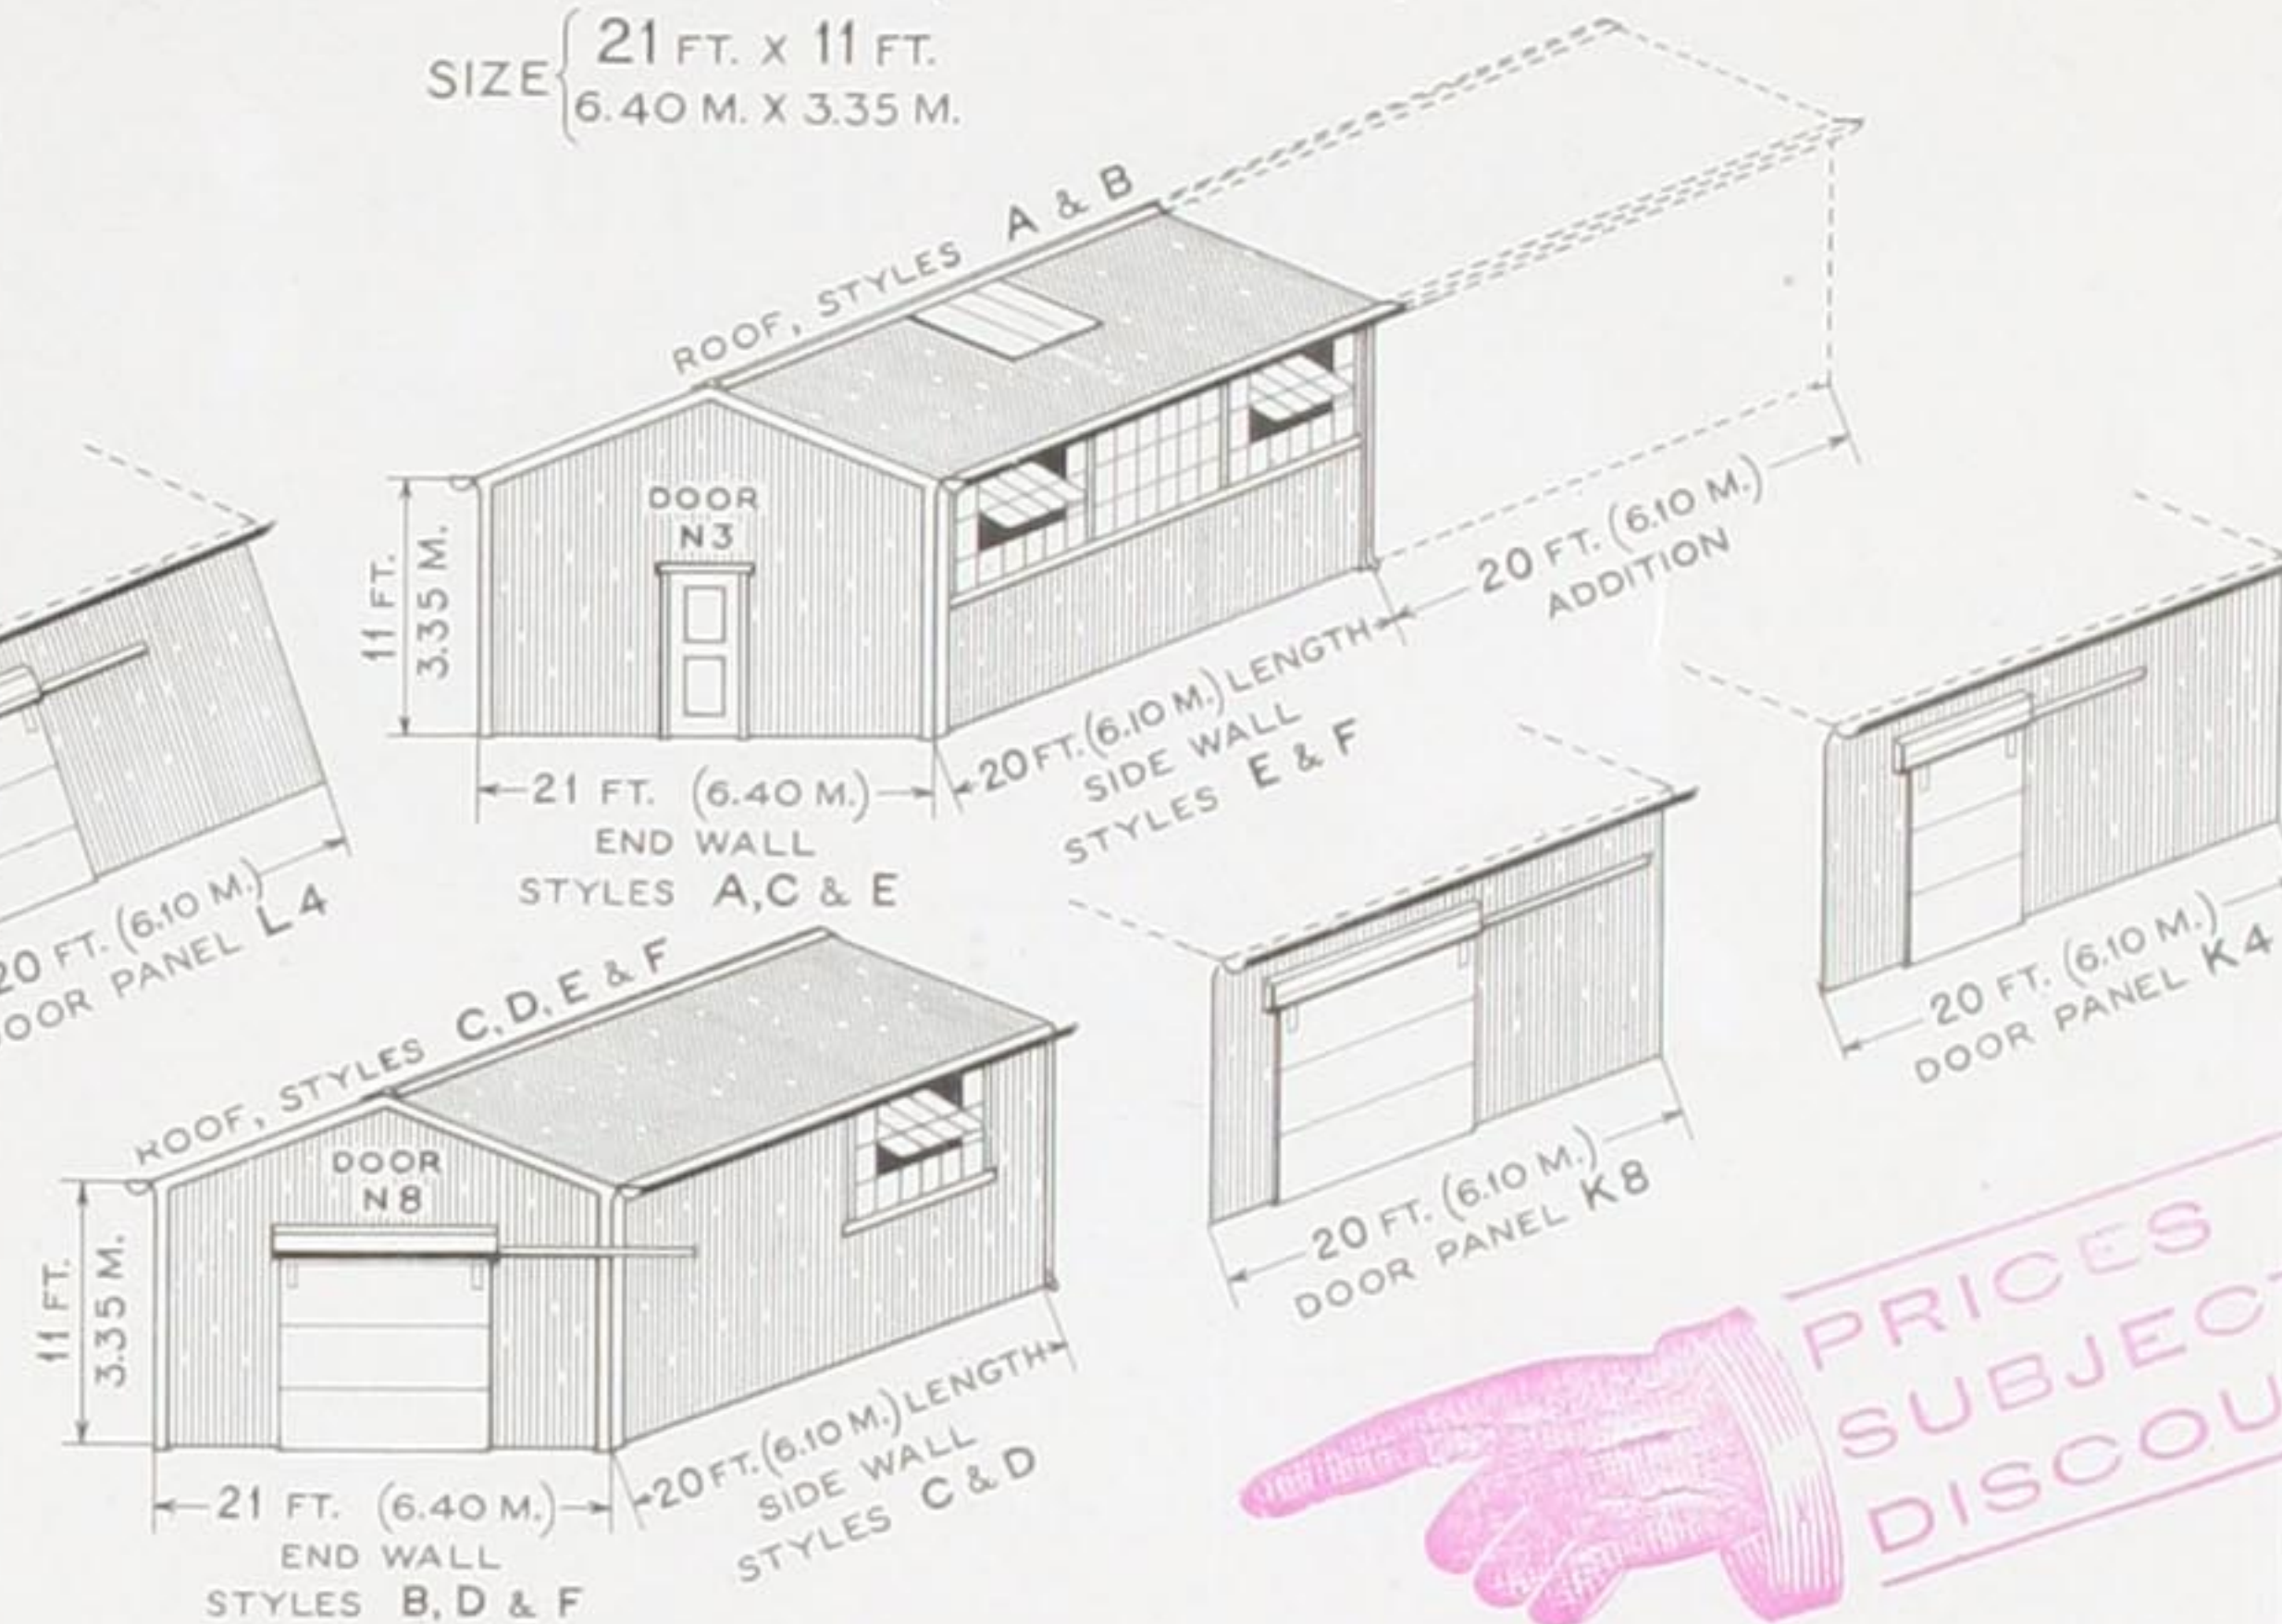 SIZE
21 FT. X 11 FT.
6.40 M. X 3.35 M.
ROOF, STYLES A & B
DOOR
N3
11 FT.
3.35 M.
21 FT. (6.40 M.)
END WALL
STYLES A, C & E
20 FT. (6.10 M.) LENGTH
SIDE WALL
STYLES E & F
20 FT. (6.10 M.)
ADDITION
20 FT. (6.10 M.)
DOOR PANEL L4
20 FT. (6.10 M.)
DOOR PANEL K4
20 FT. (6.10 M.)
DOOR PANEL K8
ROOF, STYLES C, D, E & F
DOOR
N8
11 FT.
3.35 M.
21 FT. (6.40 M.)
END WALL
STYLES B, D & F
20 FT. (6.10 M.) LENGTH
SIDE WALL
STYLES C & D
PRICES
SUBJEC
DISCOU